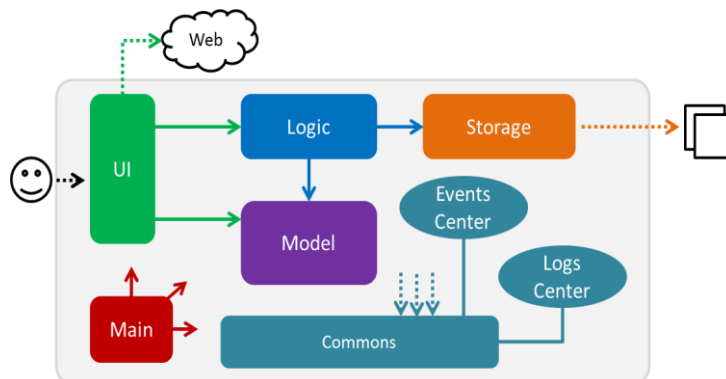 Web
UI
Logic
Storage
Events
Center
Model
Logs
Center
Main
Commons